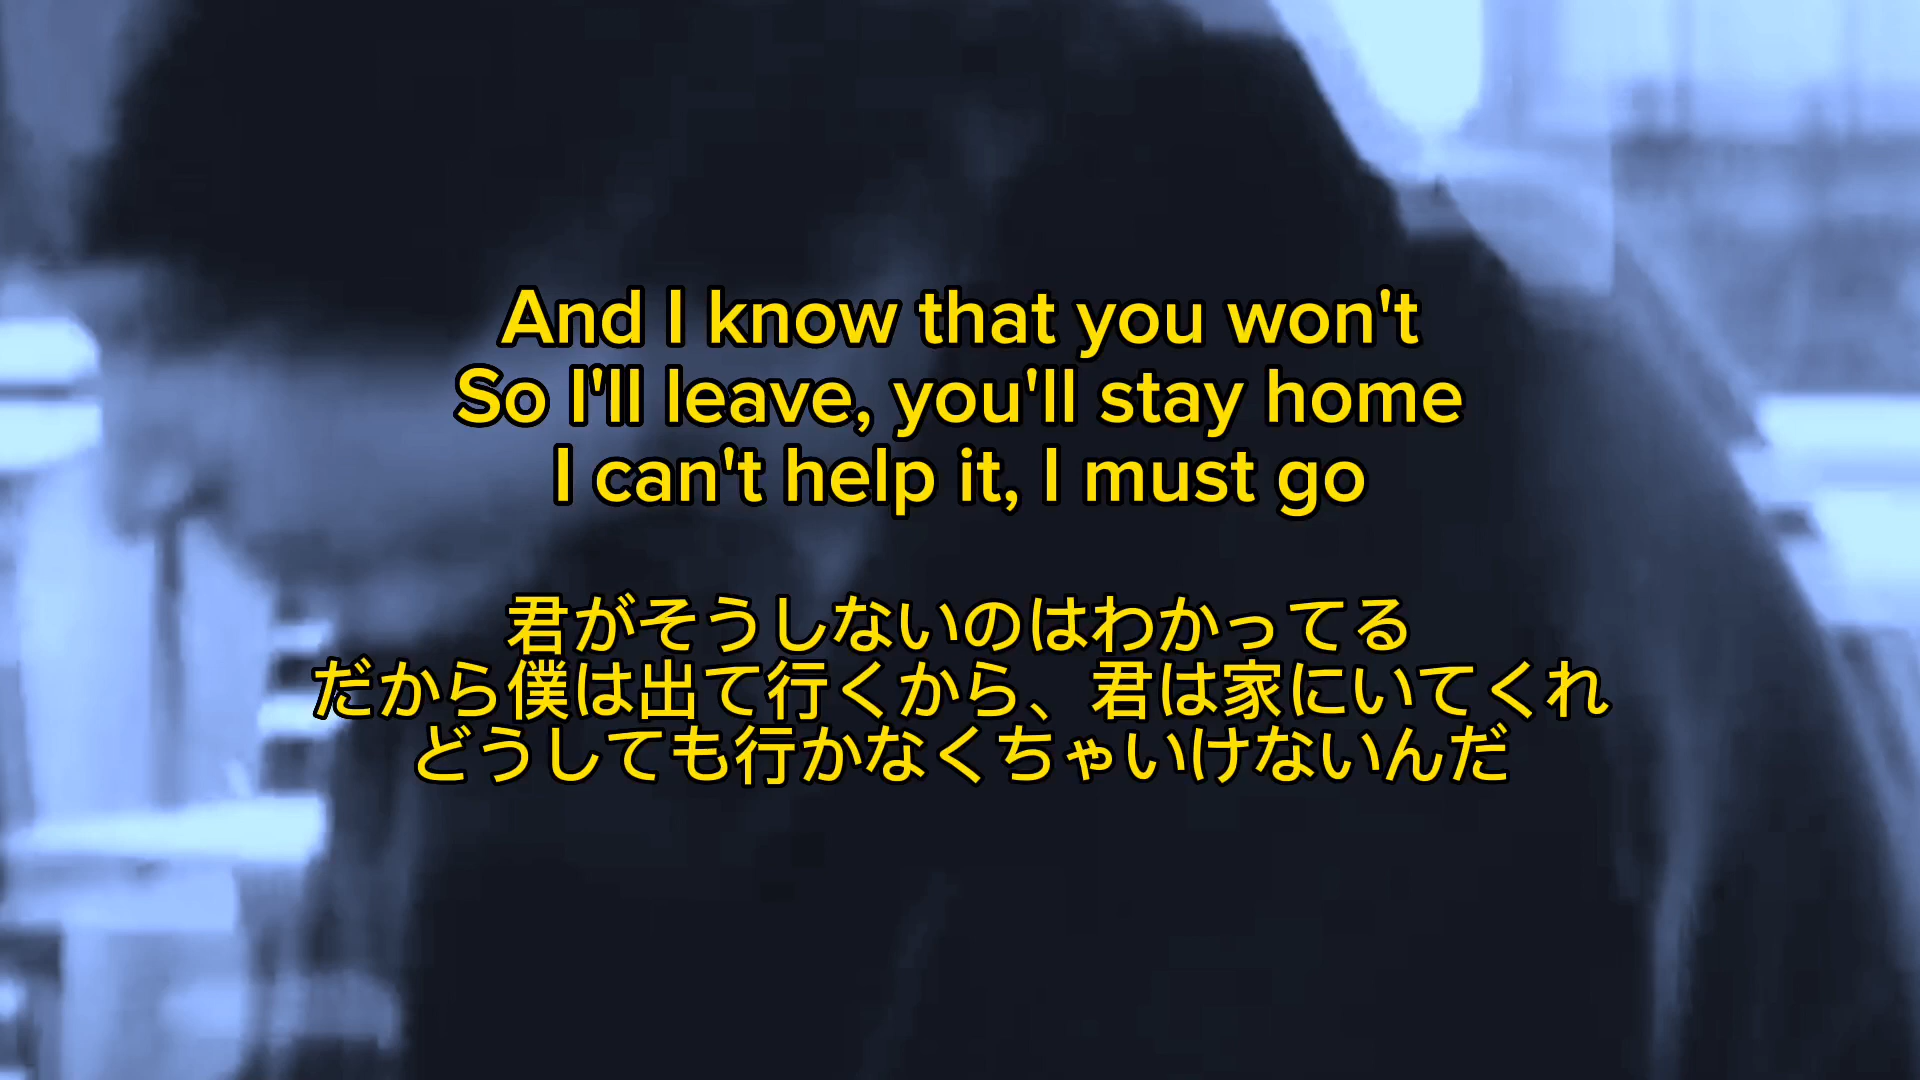 And I know that you won't
So I'll leave, you'll stay home
I can't help it, I must go
君がそうしないのはわかってる
だから僕は出て行くから、君は家にいてくれ
どうしても行かなくちゃいけないんだ